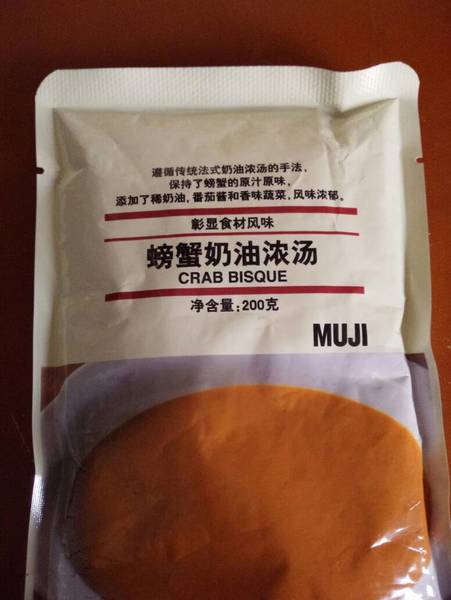 遵循传统法式奶油浓汤的手法，
保持了螃蟹的原汁原味，
添加了稀奶油，番茄酱和香味蔬菜，风味浓郁。
彰显食材风味
螃蟹奶油浓汤
CRAB BISQUE
净含量：200克
MUJI